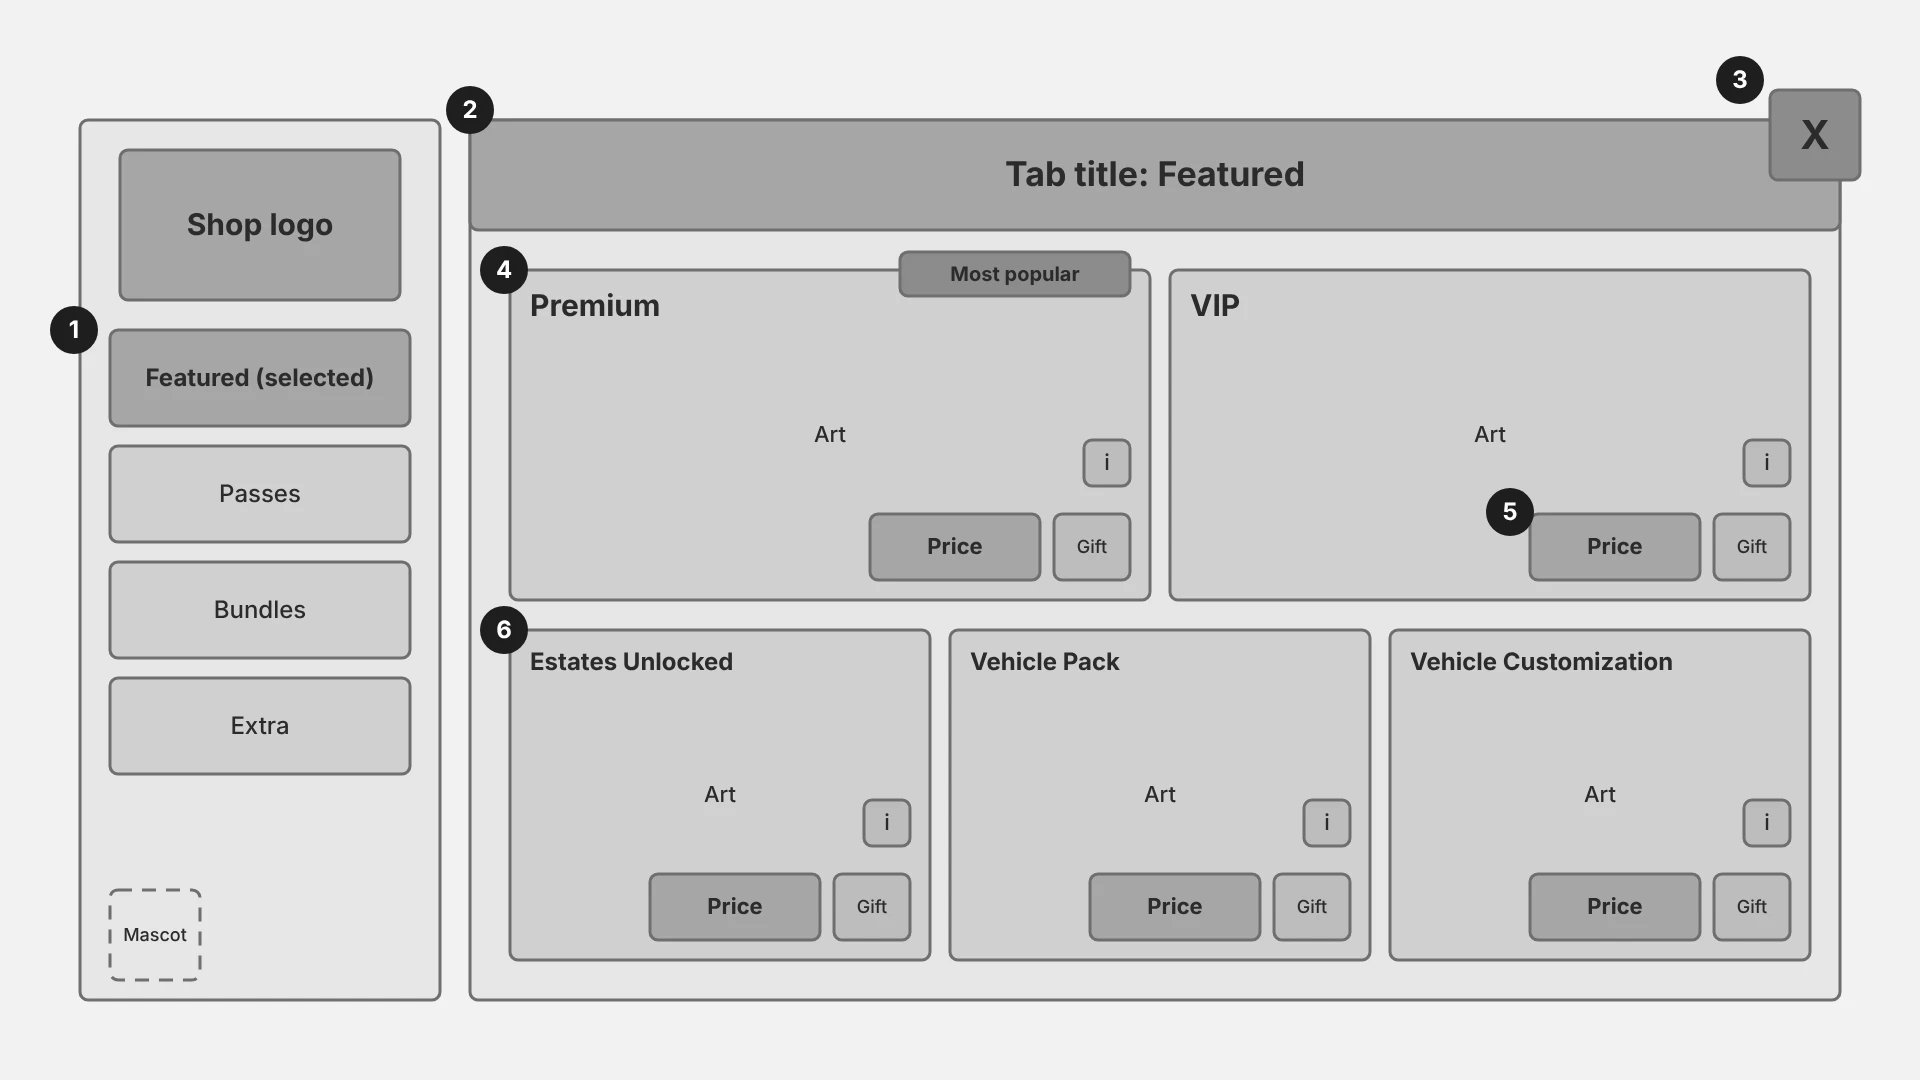 3
2
X
Tab title: Featured
Shop logo
1
Featured (selected)
Passes
Bundles
Extra
Mascot
4
Most popular
Premium
Art
i
Price
Gift
VIP
Art
i
5
Price
Gift
6
Estates Unlocked
Art
i
Price
Gift
Vehicle Pack
Art
i
Price
Gift
Vehicle Customization
Art
i
Price
Gift